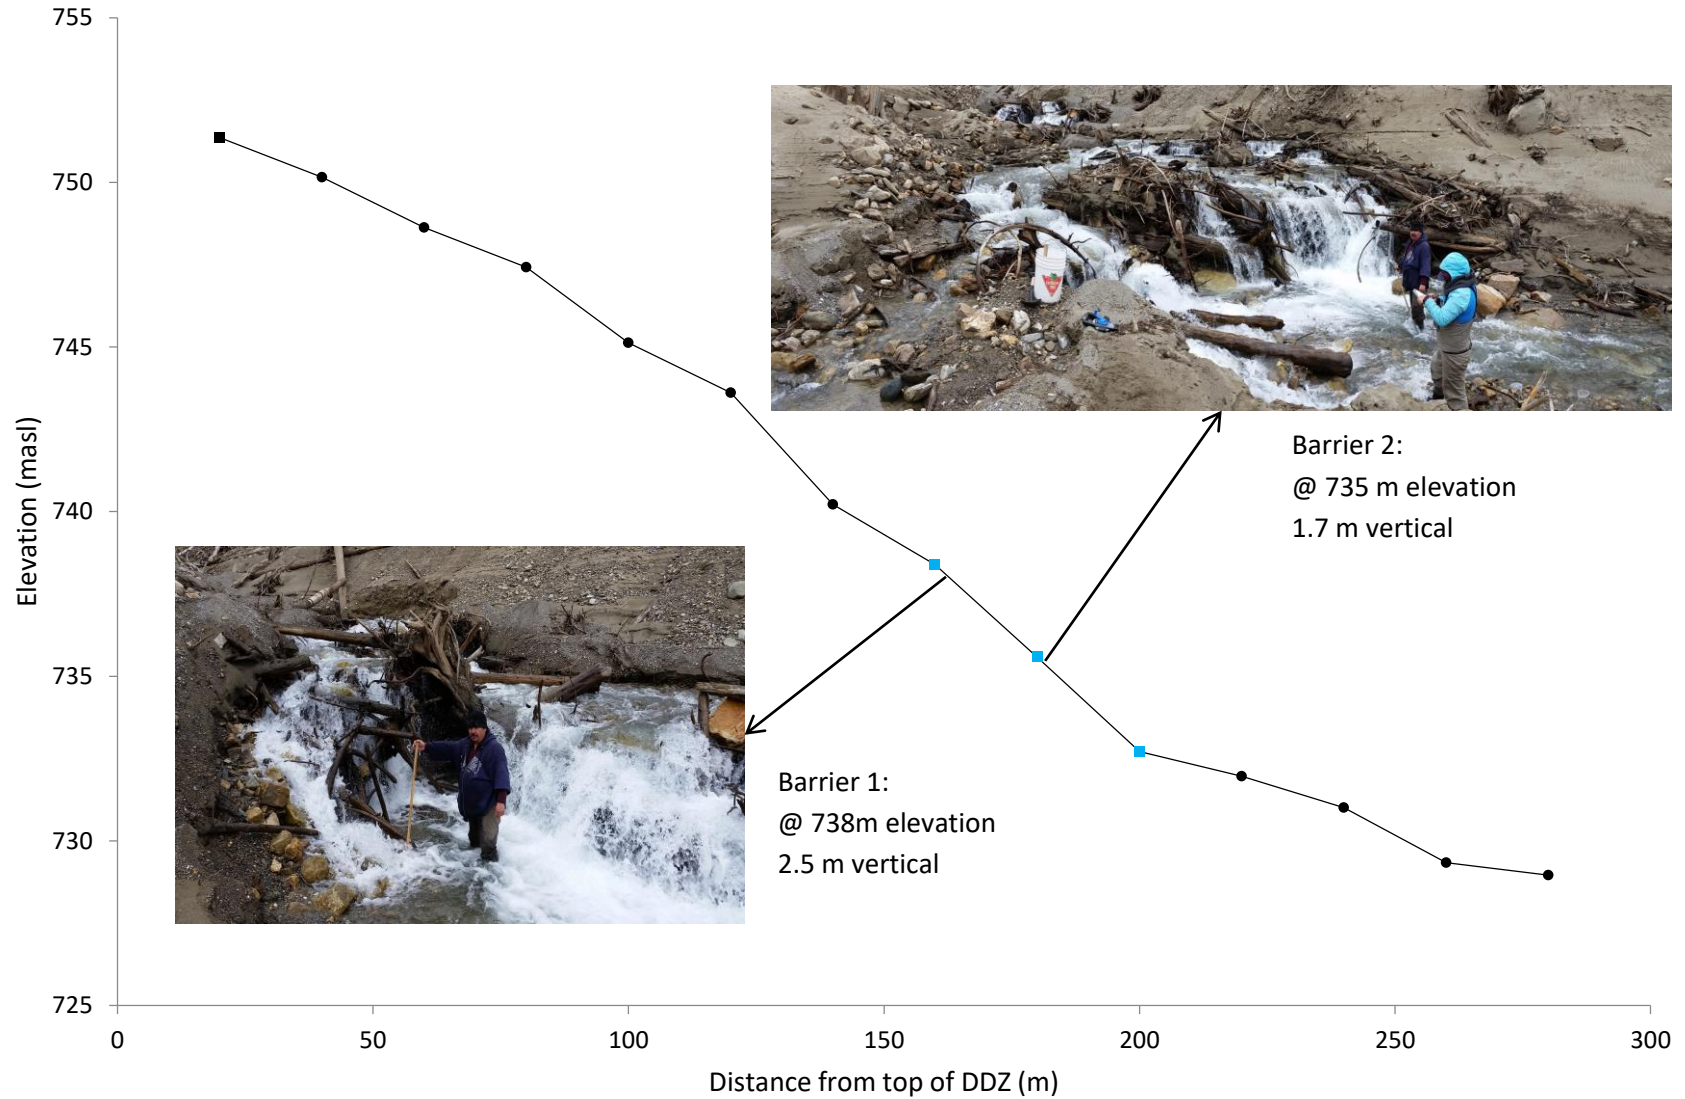 755
750
745
740
735
730
725
0
50
100
150
200
250
300
Elevation (masl)
Distance from top of DDZ (m)
Barrier 2:
@ 735 m elevation
1.7 m vertical
Barrier 1:
@ 738m elevation
2.5 m vertical